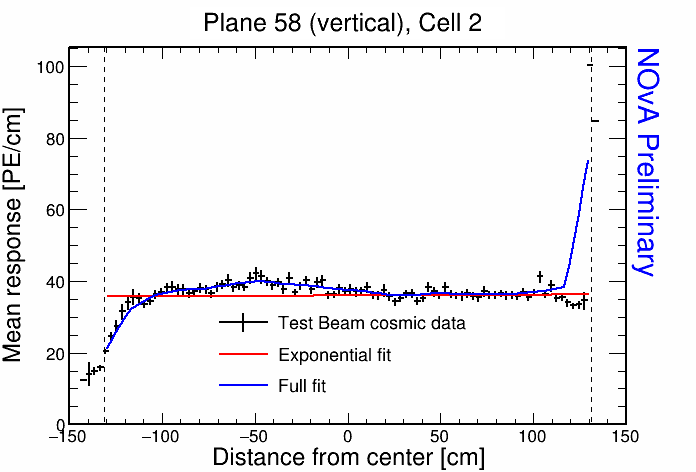 Plane 58 (vertical), Cell 2
Mean response [PE/cm]
100
80
60
40
20
0
Test Beam cosmic data
Exponential fit
Full fit
−150 −100 −50 0 50 100 150
Distance from center [cm]
NOvA Preliminary